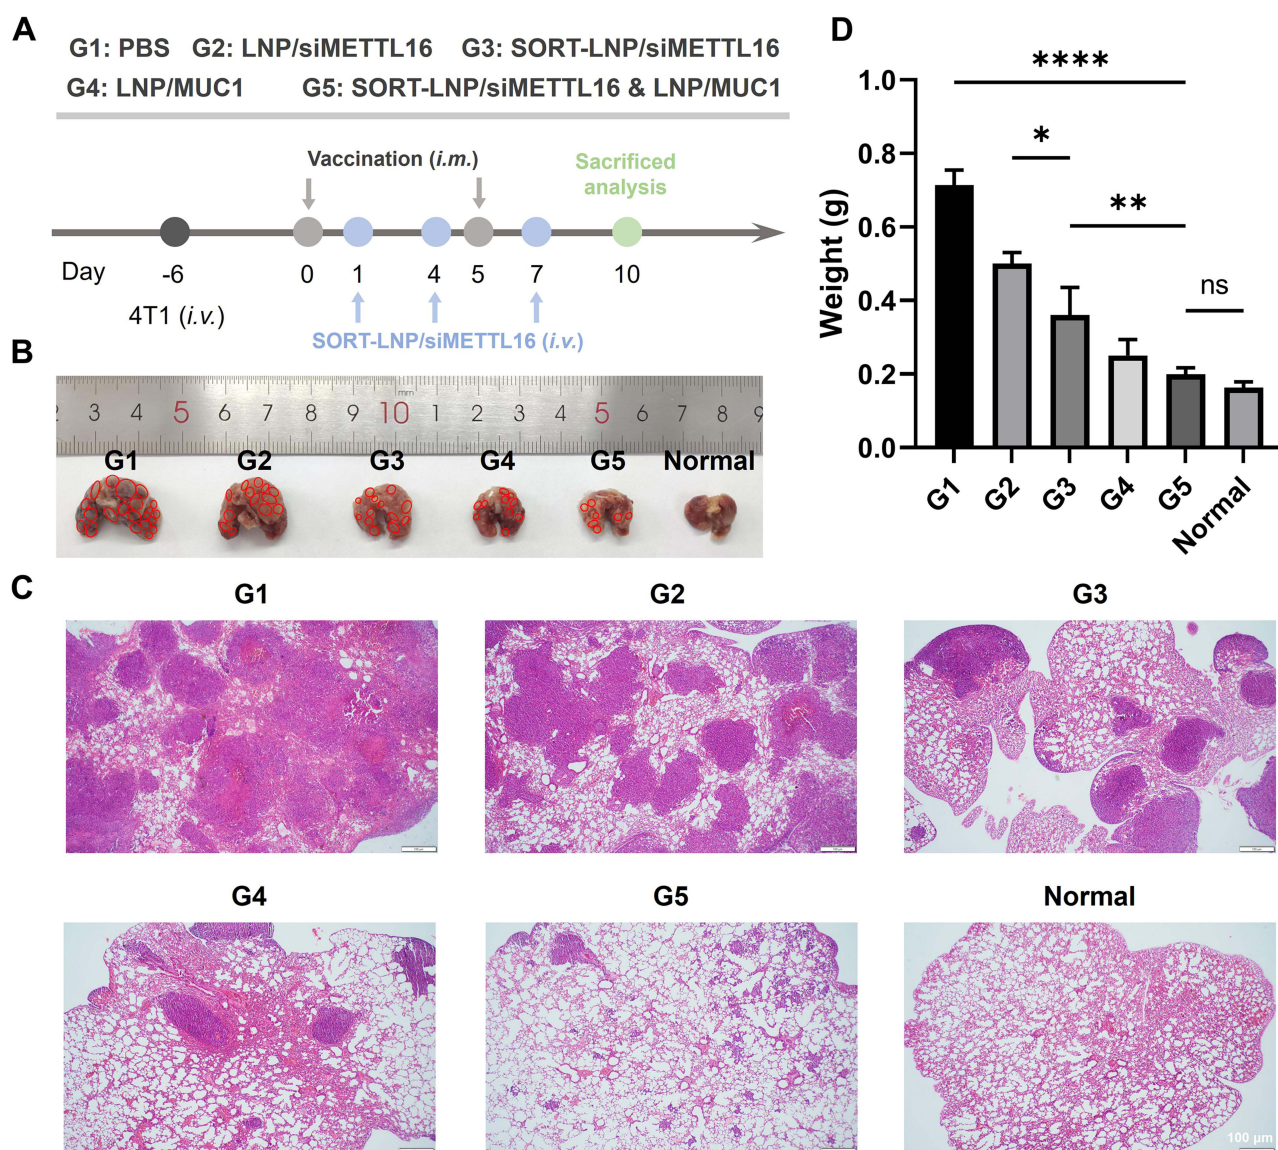 A
G1: PBS G2: LNP/siMETTL16 G3: SORT-LNP/siMETTL16
G4: LNP/MUC1 G5: SORT-LNP/siMETTL16 & LNP/MUC1
Vaccination (i.m.)
Sacrificed
analysis
Day -6 0 1 4 5 7 10
4T1 (i.v.)
SORT-LNP/siMETTL16 (i.v.)
B
mm
2 3 4 5 6 7 8 9 10 1 2 3 4 5 6 7 8 9
G1 G2 G3 G4 G5 Normal
C
G1 G2 G3
G4 G5 Normal
100 µm
D
Weight (g)
1.0
0.8
0.6
0.4
0.2
0.0
****
*
**
ns
G1 G2 G3 G4 G5 Normal